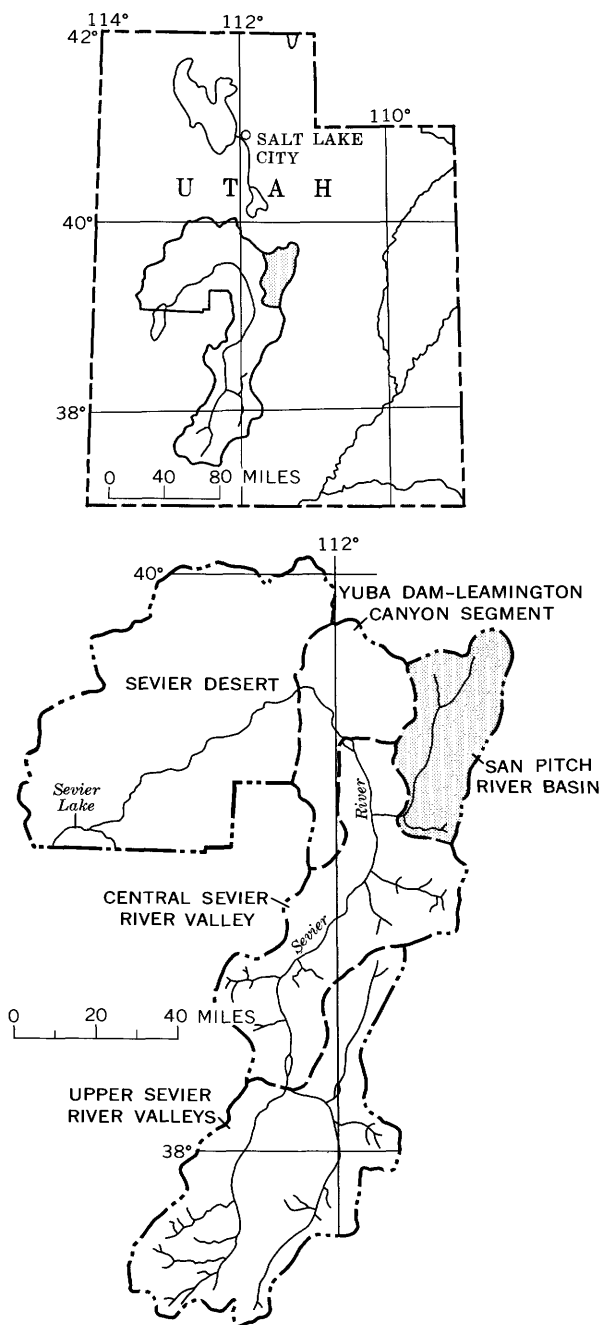 114°
42°
112°
110°
SALT LAKE
CITY
U T A H
40°
38°
0 40 80 MILES
112°
40°
YUBA DAM-LEAMINGTON
CANYON SEGMENT
SEVIER DESERT
SAN PITCH
RIVER BASIN
Sevier
Lake
River
CENTRAL SEVIER
RIVER VALLEY
Sevier
0 20 40 MILES
UPPER SEVIER
RIVER VALLEYS
38°